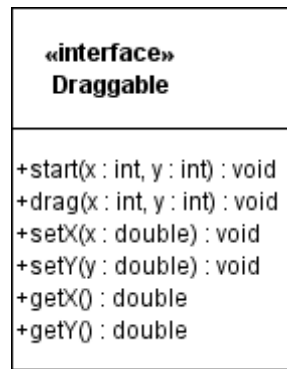 «interface»
Draggable
+start(x : int, y : int) : void
+drag(x : int, y : int) : void
+setX(x : double) : void
+setY(y : double) : void
+getX() : double
+getY() : double